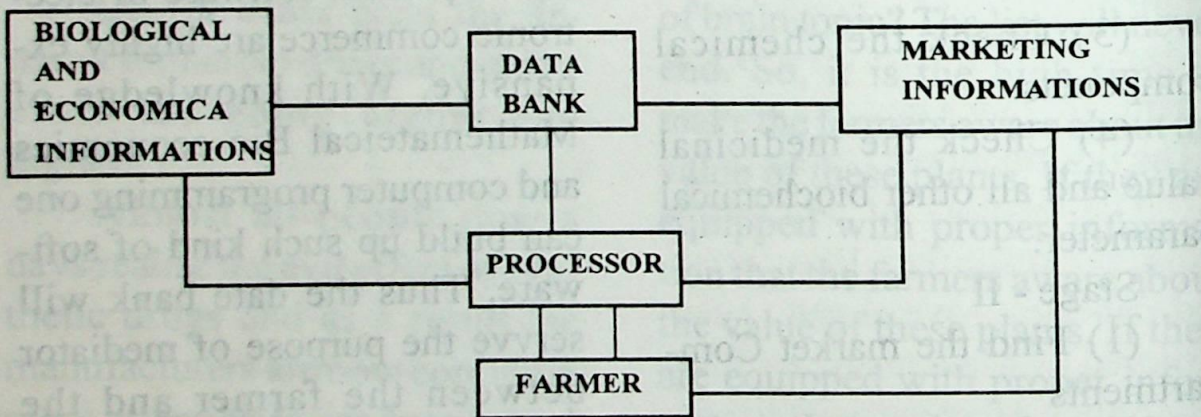 BIOLOGICAL
AND
ECONOMICA
INFORMATIONS
DATA
BANK
MARKETING
INFORMATIONS
PROCESSOR
FARMER